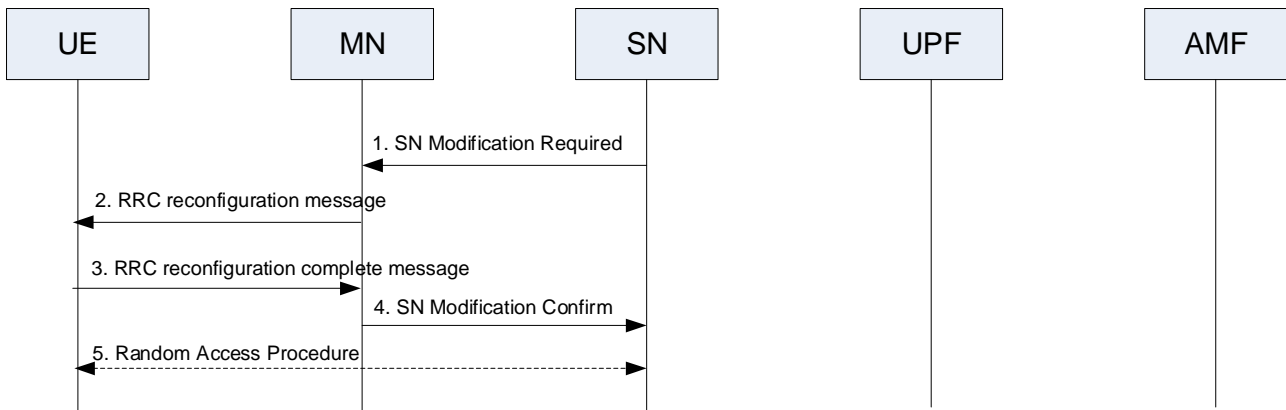 UE
MN
SN
UPF
AMF
1. SN Modification Required
2. RRC reconfiguration message
3. RRC reconfiguration complete message
4. SN Modification Confirm
5. Random Access Procedure